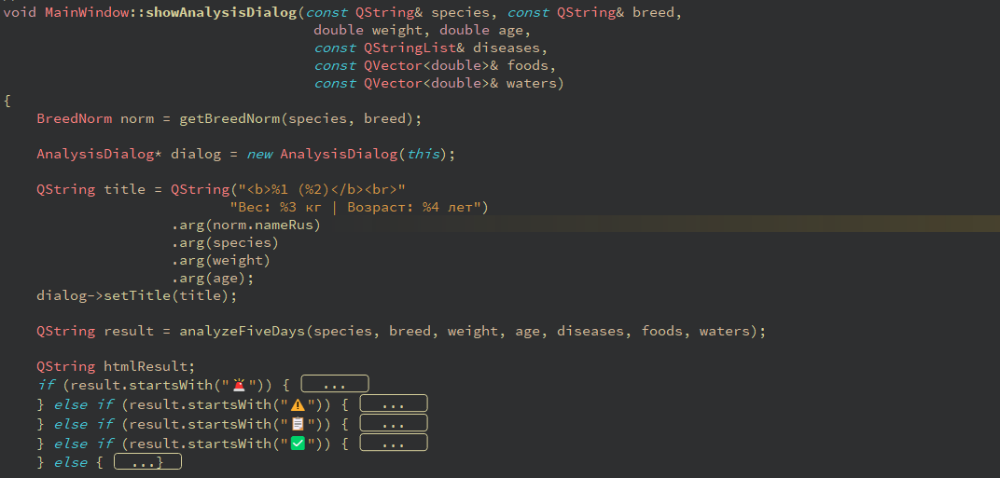 void MainWindow::showAnalysisDialog(const QString& species, const QString& breed,
                                     double weight, double age,
                                     const QStringList& diseases,
                                     const QVector<double>& foods,
                                     const QVector<double>& waters)
{
    BreedNorm norm = getBreedNorm(species, breed);

    AnalysisDialog* dialog = new AnalysisDialog(this);

    QString title = QString("<b>%1 (%2)</b><br>"
                           "Вес: %3 кг | Возраст: %4 лет")
                    .arg(norm.nameRus)
                    .arg(species)
                    .arg(weight)
                    .arg(age);
    dialog->setTitle(title);

    QString result = analyzeFiveDays(species, breed, weight, age, diseases, foods, waters);

    QString htmlResult;
    if (result.startsWith("🚨")) { ...
    } else if (result.startsWith("⚠️")) { ...
    } else if (result.startsWith("📋")) { ...
    } else if (result.startsWith("✅")) { ...
    } else { ...}